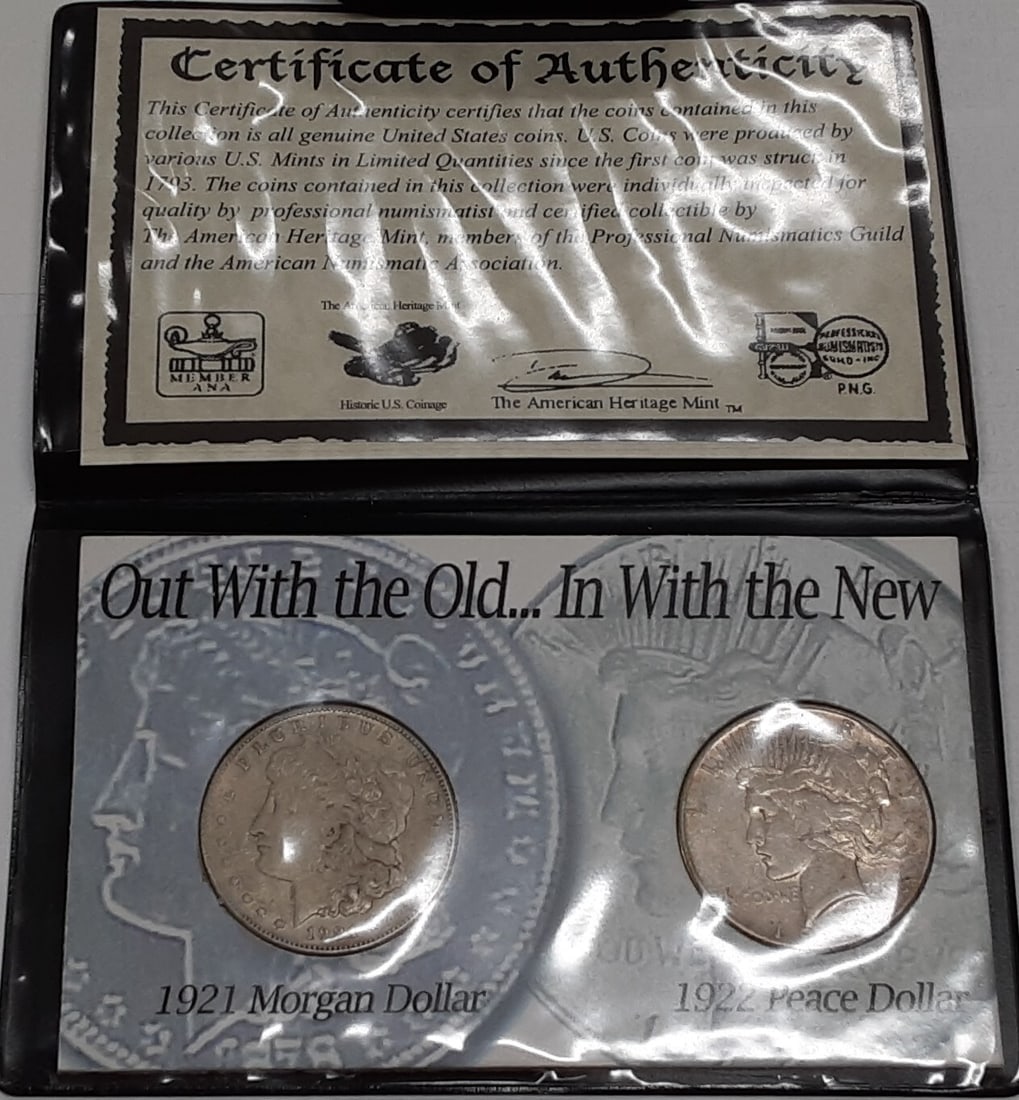 Certificate of Authenticity
This Certificate of Authenticity certifies that the coins contained in this
collection is all genuine United States coins. U.S. Coins were produced by
various U.S. Mints in Limited Quantities since the first coin was struck in
1793. The coins contained in this collection were individually inspected for
quality by professional numismatist and certified collectible by
The American Heritage Mint, members of the Professional Numismatics Guild
and the American Numismatic Association.
The American Heritage Mint
MEMBER
ANA
Historic U.S. Coinage
The American Heritage Mint TM
P.N.G.
Out With the Old... In With the New
PLURIBUS UNUM
1921 Morgan Dollar
1922 Peace Dollar